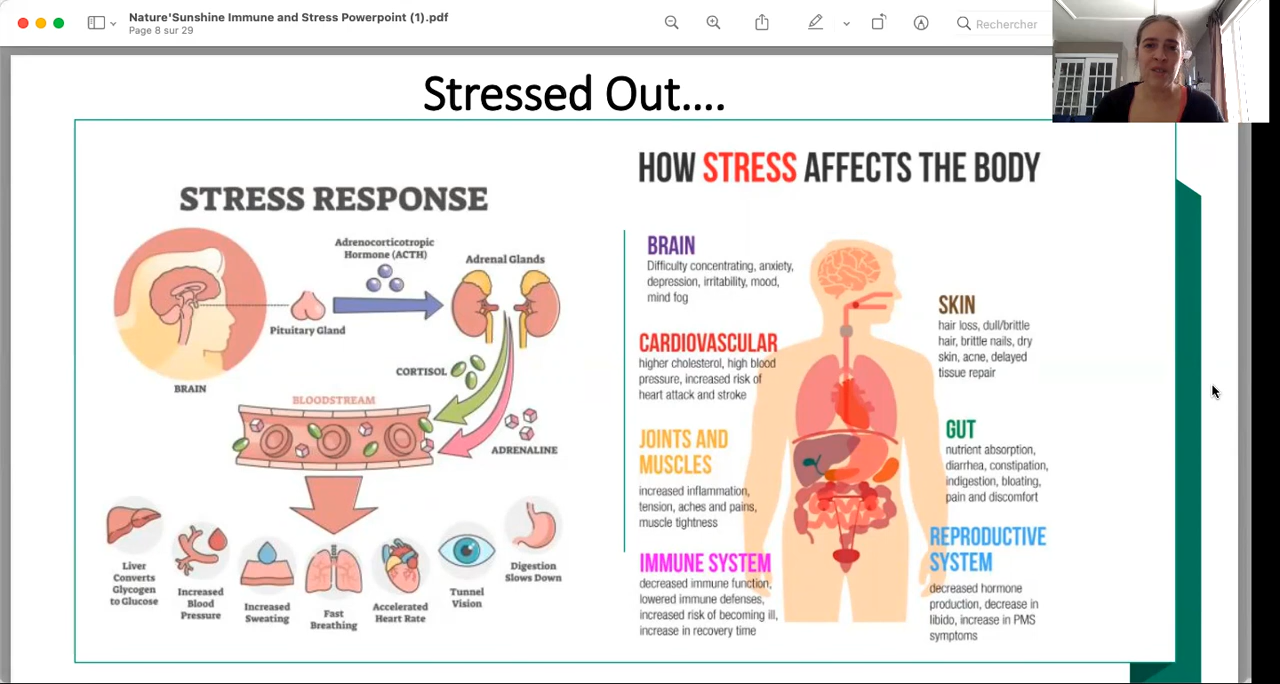 Nature'Sunshine Immune and Stress Powerpoint (1).pdf
Page 8 sur 29
Rechercher
Stressed Out....
STRESS RESPONSE
Adrenocorticotropic
Hormone (ACTH)
Adrenal Glands
Pituitary Gland
BRAIN
CORTISOL
BLOODSTREAM
ADRENALINE
Liver
Converts
Glycogen
to Glucose
Increased
Blood
Pressure
Increased
Sweating
Fast
Breathing
Accelerated
Heart Rate
Tunnel
Vision
Digestion
Slows Down
HOW STRESS AFFECTS THE BODY
BRAIN
Difficulty concentrating, anxiety,
depression, irritability, mood,
mind fog
CARDIOVASCULAR
higher cholesterol, high blood
pressure, increased risk of
heart attack and stroke
JOINTS AND
MUSCLES
increased inflammation,
tension, aches and pains,
muscle tightness
IMMUNE SYSTEM
decreased immune function,
lowered immune defenses,
increased risk of becoming ill,
increase in recovery time
SKIN
hair loss, dull/brittle
hair, brittle nails, dry
skin, acne, delayed
tissue repair
GUT
nutrient absorption,
diarrhea, constipation,
indigestion, bloating,
pain and discomfort
REPRODUCTIVE
SYSTEM
decreased hormone
production, decrease in
libido, increase in PMS
symptoms